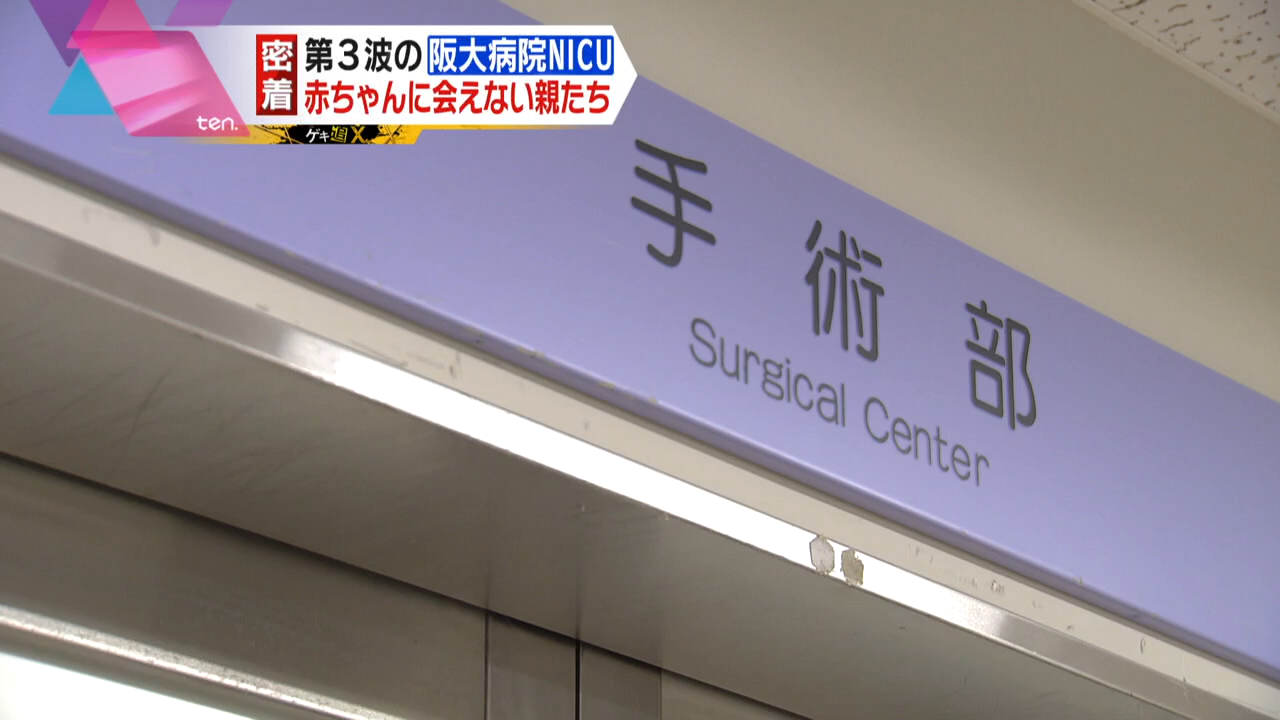 密着
第3波の阪大病院NICU
赤ちゃんに会えない親たち
ten.
ゲキ追X
手術部
Surgical Center